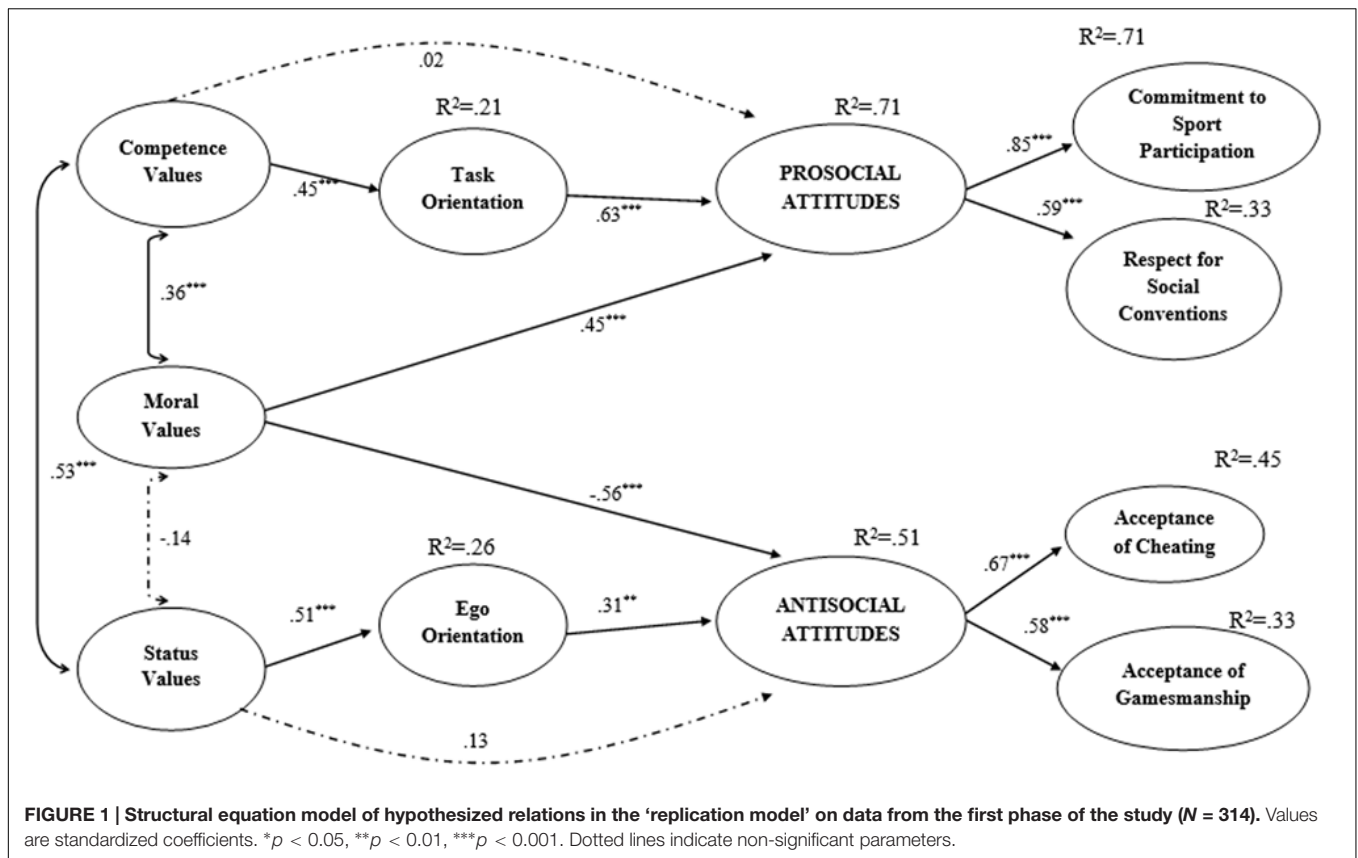 R²=.71
.02
R²=.21
R²=.71
Commitment to
Sport
Participation
Competence
Values
.85***
Task
Orientation
PROSOCIAL
ATTITUDES
.45***
.63***
.59***
R²=.33
Respect for
Social
Conventions
.36***
.45***
Moral
Values
.53***
-.56***
R²=.45
Acceptance
of Cheating
-.14
R²=.26
R²=.51
.67***
.51***
Ego
Orientation
.31**
ANTISOCIAL
ATTITUDES
.58***
R²=.33
Status
Values
Acceptance of
Gamesmanship
.13
FIGURE 1 | Structural equation model of hypothesized relations in the ‘replication model’ on data from the first phase of the study (N = 314). Values
are standardized coefficients. *p < 0.05, **p < 0.01, ***p < 0.001. Dotted lines indicate non-significant parameters.